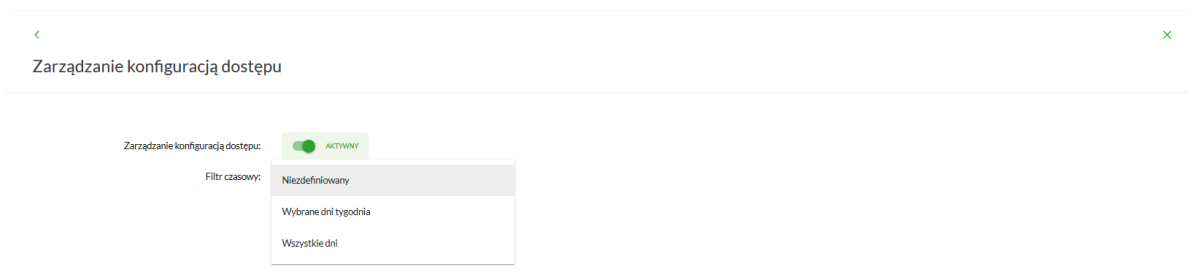 Zarządzanie konfiguracją dostępu
Zarządzanie konfiguracją dostępu: AKTYWNY
Filtr czasowy: Niezdefiniowany
Wybrane dni tygodnia
Wszystkie dni